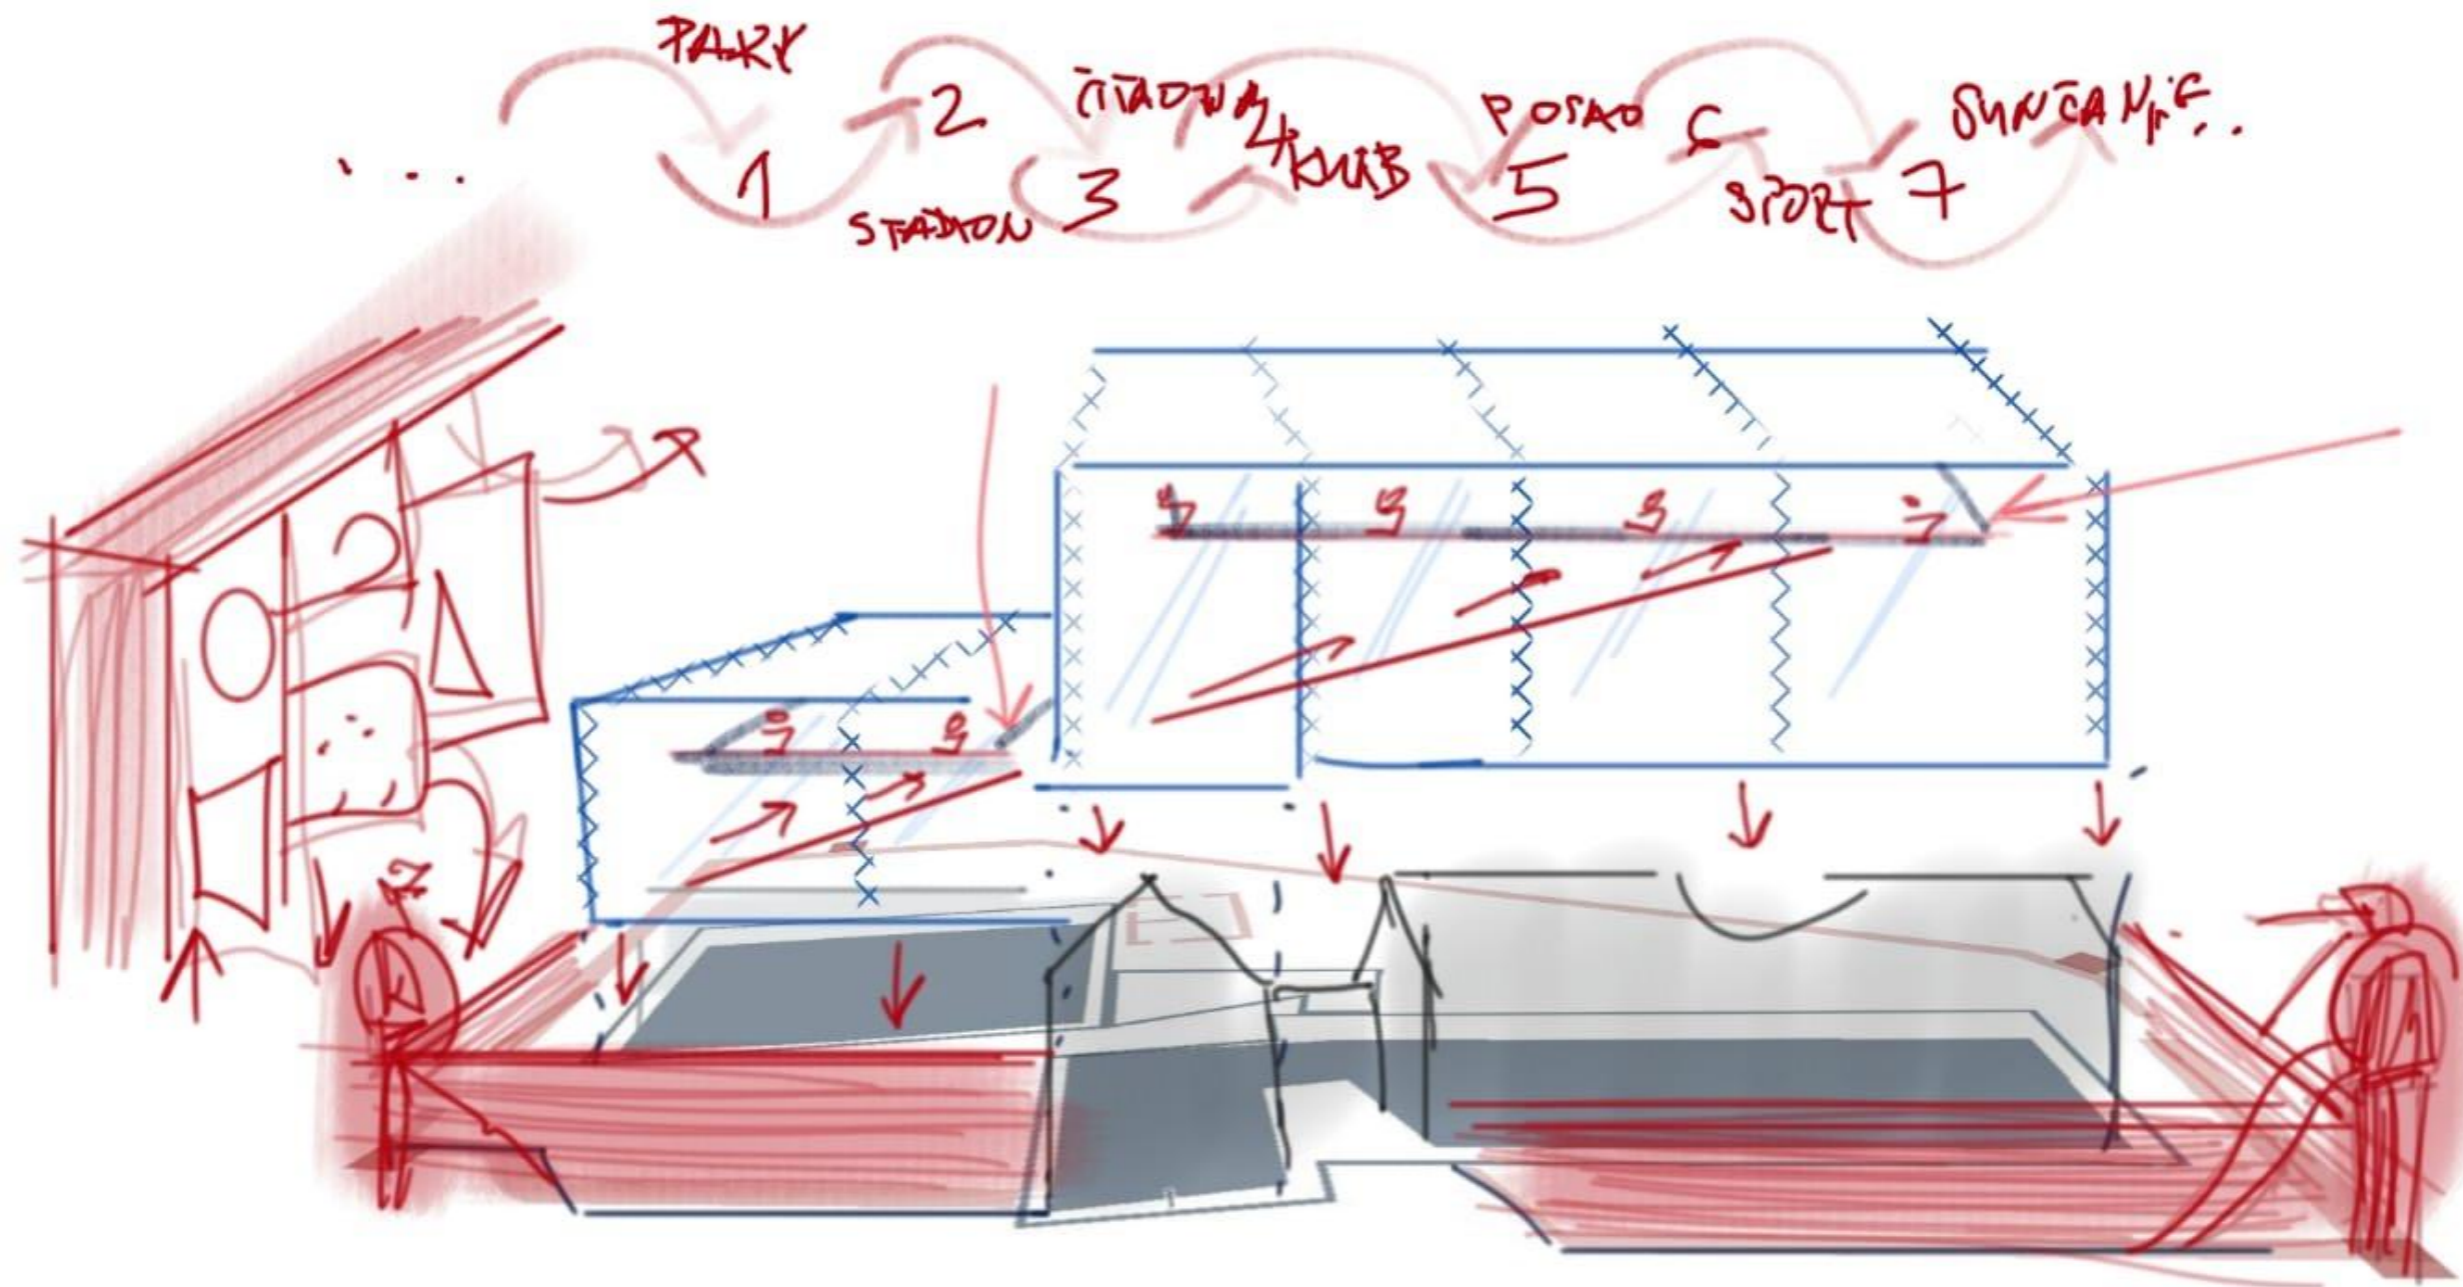 PARK
... 1 2 3 4 5 6 7
STADION
ČITAONA
KLUB
POSAO
SPORT
SUNČANJE...